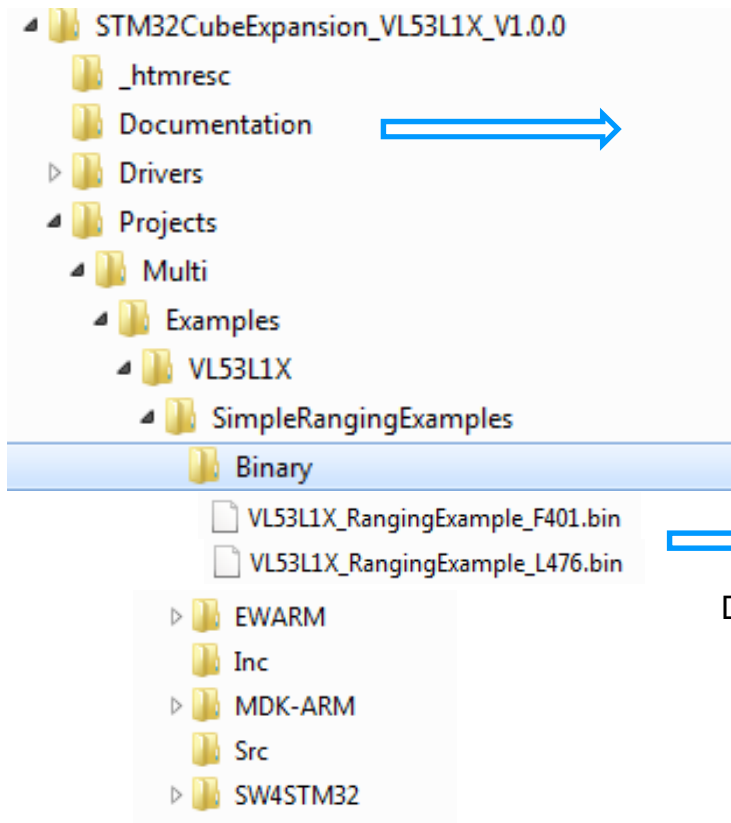 STM32CubeExpansion_VL53L1X_V1.0.0
_htmresc
Documentation
Drivers
Projects
Multi
Examples
VL53L1X
SimpleRangingExamples
Binary
VL53L1X_RangingExample_F401.bin
VL53L1X_RangingExample_L476.bin
EWARM
Inc
MDK-ARM
Src
SW4STM32